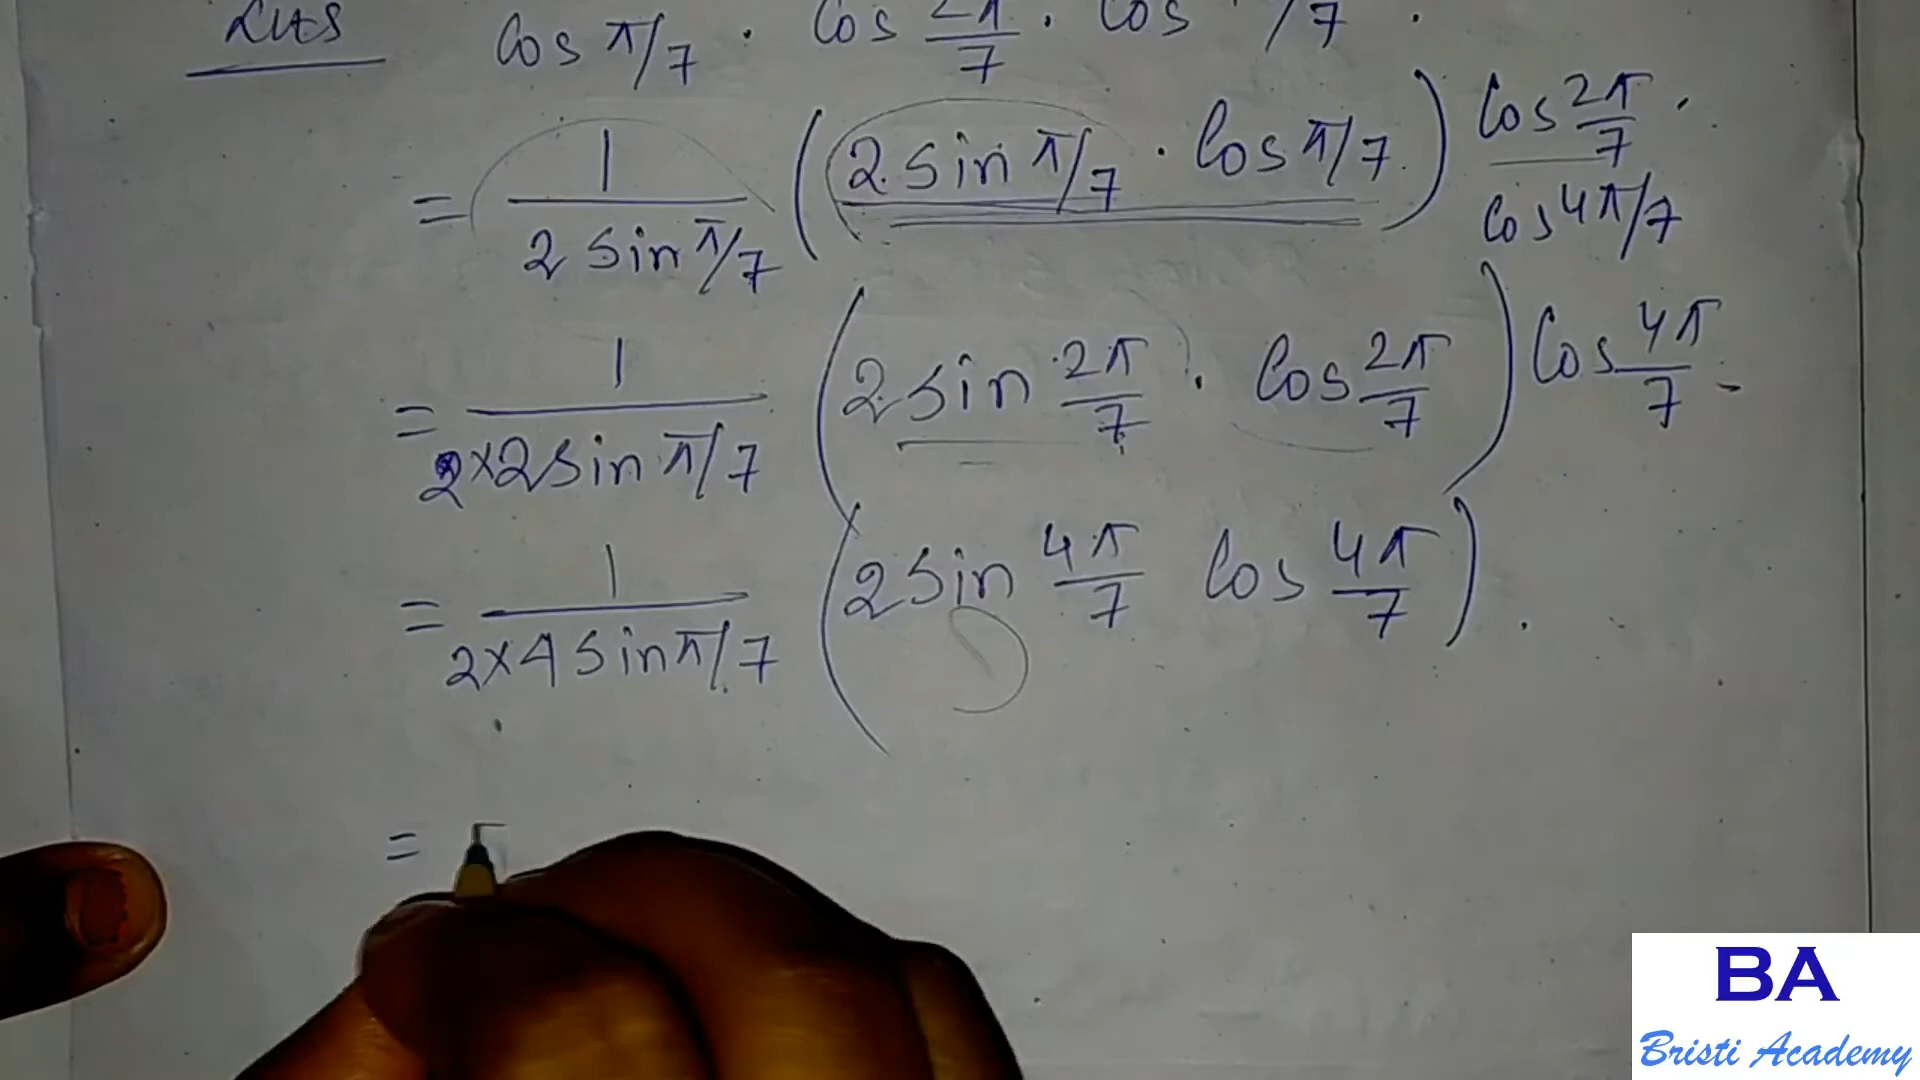 LHS cos π/7 . cos 2π/7 . cos /7 .
= 1/(2 sin π/7) (2 sin π/7 . cos π/7) cos 2π/7 .
cos 4π/7
= 1/(2×2 sin π/7) (2 sin 2π/7 . cos 2π/7) cos 4π/7 -
= 1/(2×4 sin π/7) (2 sin 4π/7 cos 4π/7) .
=
BA
Bristi Academy